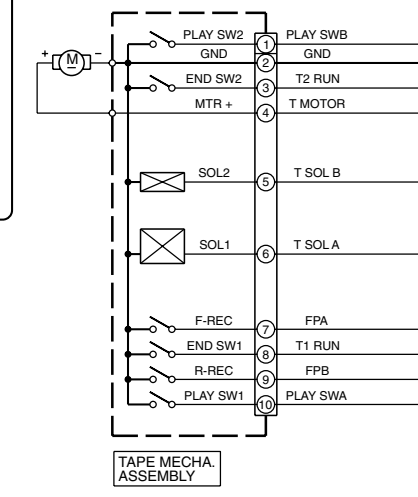 PLAY SW2 1 PLAY SWB
+ M - GND 2 GND
END SW2 3 T2 RUN
MTR + 4 T MOTOR
SOL2 5 T SOL B
SOL1 6 T SOL A
F-REC 7 FPA
END SW1 8 T1 RUN
R-REC 9 FPB
PLAY SW1 10 PLAY SWA
TAPE MECHA.
ASSEMBLY